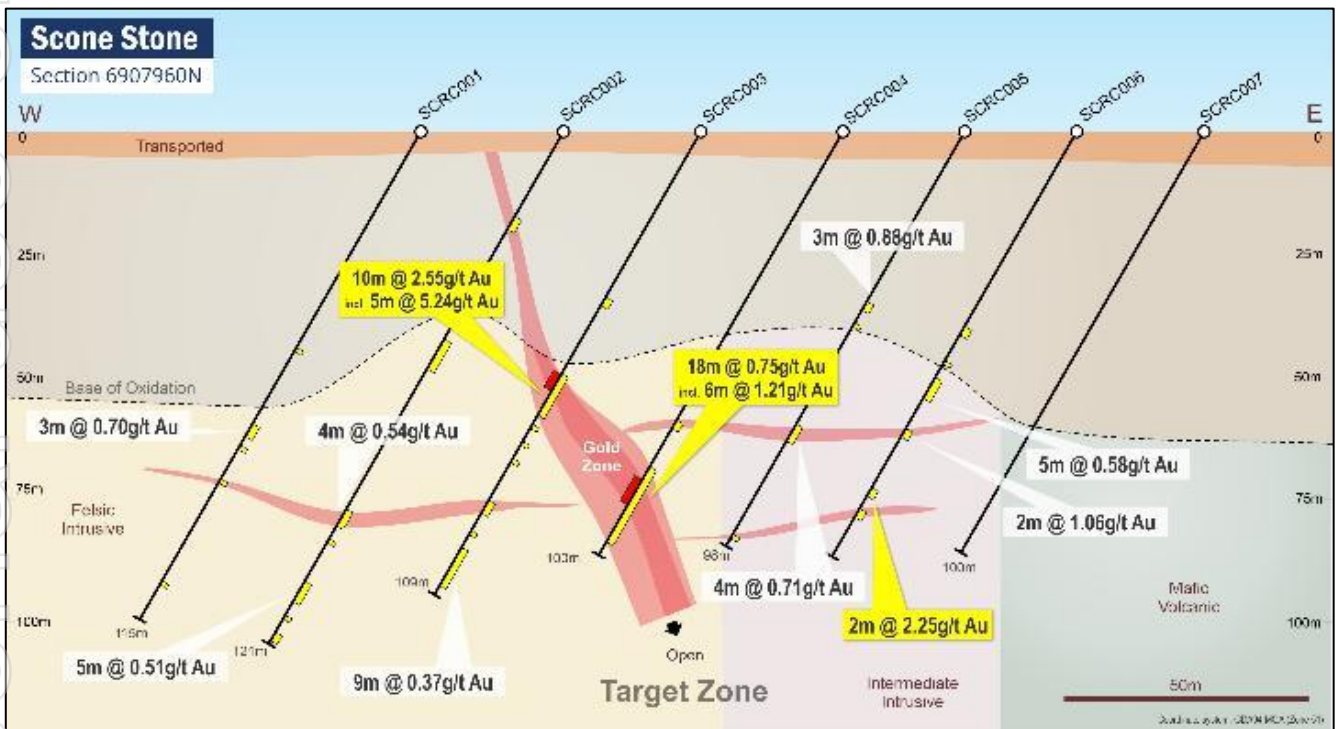 Scone Stone
Section 6907960N
W
E
0
0
SCRC001
SCRC002
SCRC003
SCRC004
SCRC005
SCRC006
SCRC007
Transported
3m @ 0.88g/t Au
25m
25m
10m @ 2.55g/t Au
incl. 5m @ 5.24g/t Au
18m @ 0.75g/t Au
incl. 6m @ 1.21g/t Au
50m
50m
Base of Oxidation
3m @ 0.70g/t Au
4m @ 0.54g/t Au
Gold
Zone
5m @ 0.58g/t Au
75m
75m
Felsic
Intrusive
2m @ 1.06g/t Au
109m
98m
100m
4m @ 0.71g/t Au
Mafic
Volcanic
2m @ 2.25g/t Au
100m
100m
121m
5m @ 0.51g/t Au
9m @ 0.37g/t Au
Open
Target Zone
Intermediate
Intrusive
50m